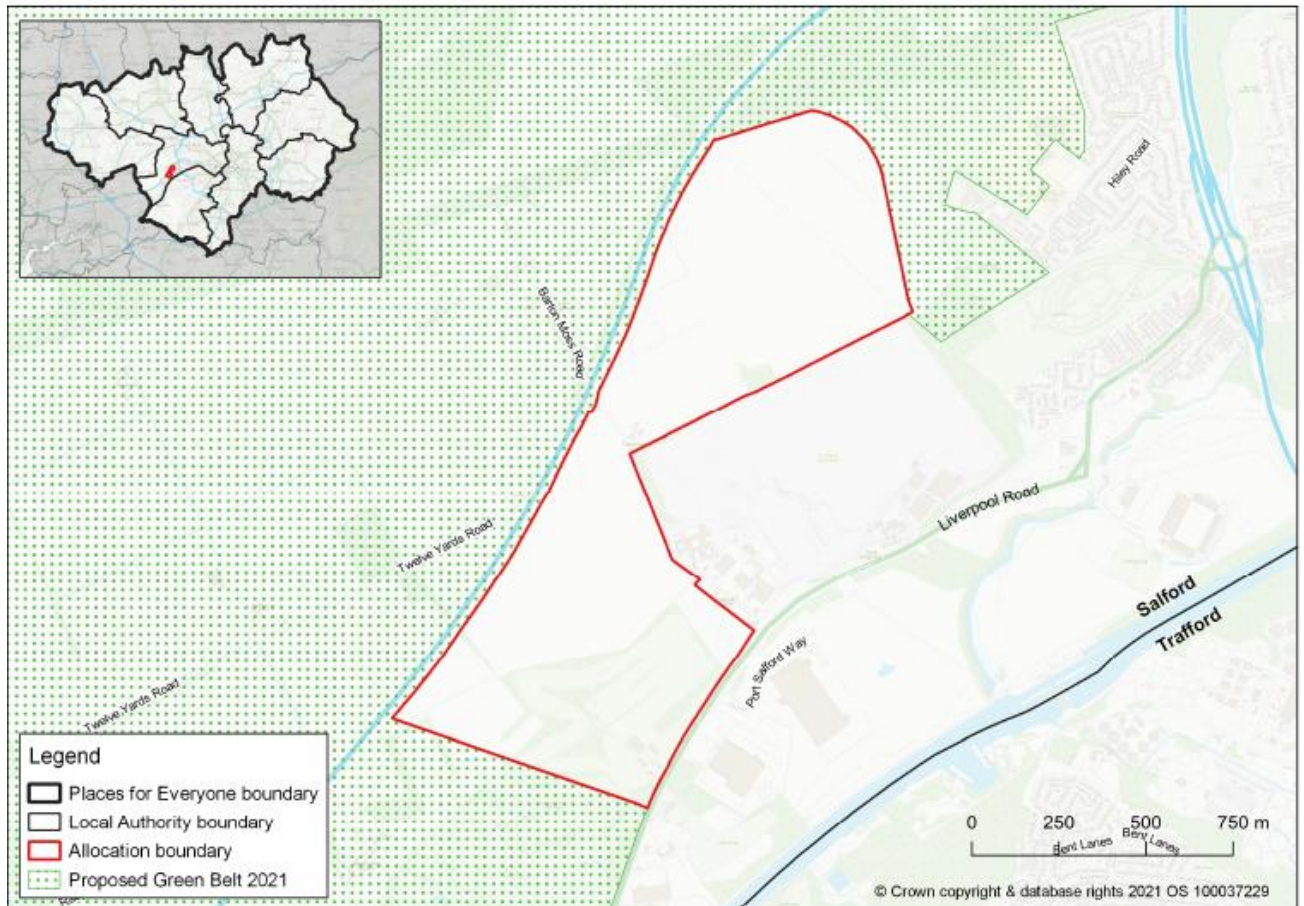 Hiley Road
Barton Moss Road
Twelve Yards Road
Liverpool Road
Salford
Trafford
Port Salford Way
Twelve Yards Road
Legend
Places for Everyone boundary
Local Authority boundary
Allocation boundary
Proposed Green Belt 2021
0 250 500 750 m
Bent Lanes
Bent Lanes
© Crown copyright & database rights 2021 OS 100037229